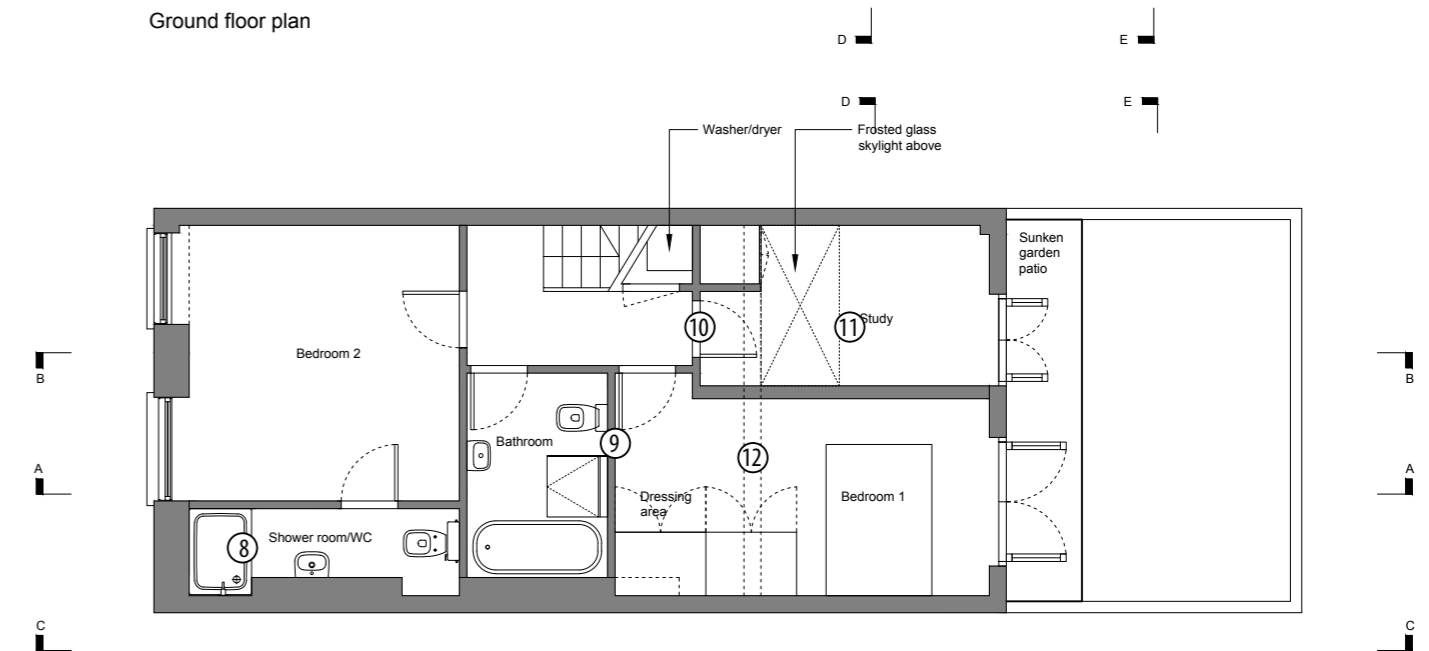 Ground floor plan
D
E
D
E
Washer/dryer
Frosted glass
skylight above
Sunken
garden
patio
10
11
Study
Bedroom 2
B
B
9
Bathroom
12
A
A
Dressing
area
Bedroom 1
8
Shower room/WC
C
C